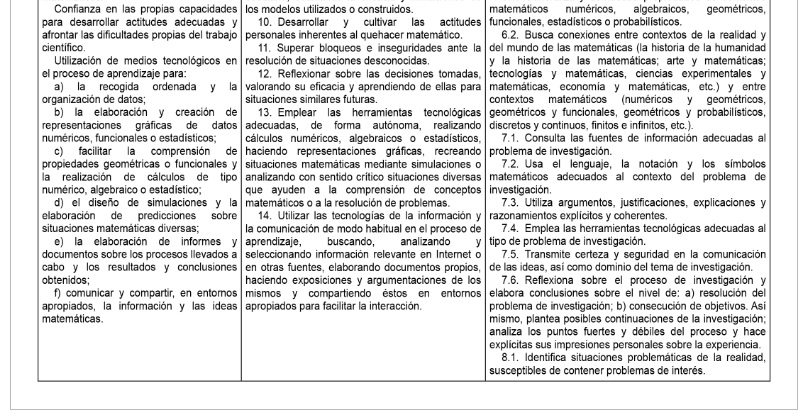 Confianza en las propias capacidades
para desarrollar actitudes adecuadas y
afrontar las dificultades propias del trabajo
científico.
Utilización de medios tecnológicos en
el proceso de aprendizaje para:
a) la recogida ordenada y la
organización de datos;
b) la elaboración y creación de
representaciones gráficas de datos
numéricos, funcionales o estadísticos;
c) facilitar la comprensión de
propiedades geométricas o funcionales y
la realización de cálculos de tipo
numérico, algebraico o estadístico;
d) el diseño de simulaciones y la
elaboración de predicciones sobre
situaciones matemáticas diversas;
e) la elaboración de informes y
documentos sobre los procesos llevados a
cabo y los resultados y conclusiones
obtenidos;
f) comunicar y compartir, en entornos
apropiados, la información y las ideas
matemáticas.
los modelos utilizados o construidos.
10. Desarrollar y cultivar las actitudes
personales inherentes al quehacer matemático.
11. Superar bloqueos e inseguridades ante la
resolución de situaciones desconocidas.
12. Reflexionar sobre las decisiones tomadas,
valorando su eficacia y aprendiendo de ellas para
situaciones similares futuras.
13. Emplear las herramientas tecnológicas
adecuadas, de forma autónoma, realizando
cálculos numéricos, algebraicos o estadísticos,
haciendo representaciones gráficas, recreando
situaciones matemáticas mediante simulaciones o
analizando con sentido crítico situaciones diversas
que ayuden a la comprensión de conceptos
matemáticos o a la resolución de problemas.
14. Utilizar las tecnologías de la información y
la comunicación de modo habitual en el proceso de
aprendizaje, buscando, analizando y
seleccionando información relevante en Internet o
en otras fuentes, elaborando documentos propios,
haciendo exposiciones y argumentaciones de los
mismos y compartiendo éstos en entornos
apropiados para facilitar la interacción.
matemáticos numéricos, algebraicos, geométricos,
funcionales, estadísticos o probabilísticos.
6.2. Busca conexiones entre contextos de la realidad y
del mundo de las matemáticas (la historia de la humanidad
y la historia de las matemáticas; arte y matemáticas;
tecnologías y matemáticas, ciencias experimentales y
matemáticas, economía y matemáticas, etc.) y entre
contextos matemáticos (numéricos y geométricos,
geométricos y funcionales, geométricos y probabilísticos,
discretos y continuos, finitos e infinitos, etc.).
7.1. Consulta las fuentes de información adecuadas al
problema de investigación.
7.2. Usa el lenguaje, la notación y los símbolos
matemáticos adecuados al contexto del problema de
investigación.
7.3. Utiliza argumentos, justificaciones, explicaciones y
razonamientos explícitos y coherentes.
7.4. Emplea las herramientas tecnológicas adecuadas al
tipo de problema de investigación.
7.5. Transmite certeza y seguridad en la comunicación
de las ideas, así como dominio del tema de investigación.
7.6. Reflexiona sobre el proceso de investigación y
elabora conclusiones sobre el nivel de: a) resolución del
problema de investigación; b) consecución de objetivos. Así
mismo, plantea posibles continuaciones de la investigación;
analiza los puntos fuertes y débiles del proceso y hace
explícitas sus impresiones personales sobre la experiencia.
8.1. Identifica situaciones problemáticas de la realidad,
susceptibles de contener problemas de interés.